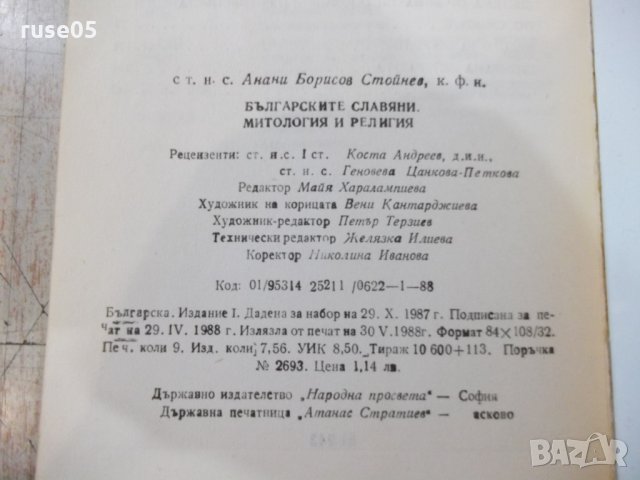 ruse05
с т. н. с. Анани Борисов Стойнев, к. ф. н.
БЪЛГАРСКИТЕ СЛАВЯНИ.
МИТОЛОГИЯ И РЕЛИГИЯ
Рецензенти: ст. н.с. I ст. Коста Андреев, д.и.н.,
ст. н. с. Геновева Цанкова-Петкова
Редактор Майя Харалампиева
Художник на корицата Вени Кантарджиева
Художник-редактор Петър Терзиев
Технически редактор Желязка Илиева
Коректор Николина Иванова
Код: 01/95314 25211 /0622—1—88
Българска. Издание I. Дадена за набор на 29. X. 1987 г. Подписана за пе-
чат на 29. IV. 1988 г. Излязла от печат на 30 V. 1988г. Формат 84×108/32.
Печ. коли 9. Изд. коли 7,56. УИК 8,50. Тираж 10 600+113. Поръчка
№ 2693. Цена 1,14 лв.
Държавно издателство „Народна просвета" — София
Държавна печатница „Атанас Стратиев" — асково
BAZAR
bazar.bg